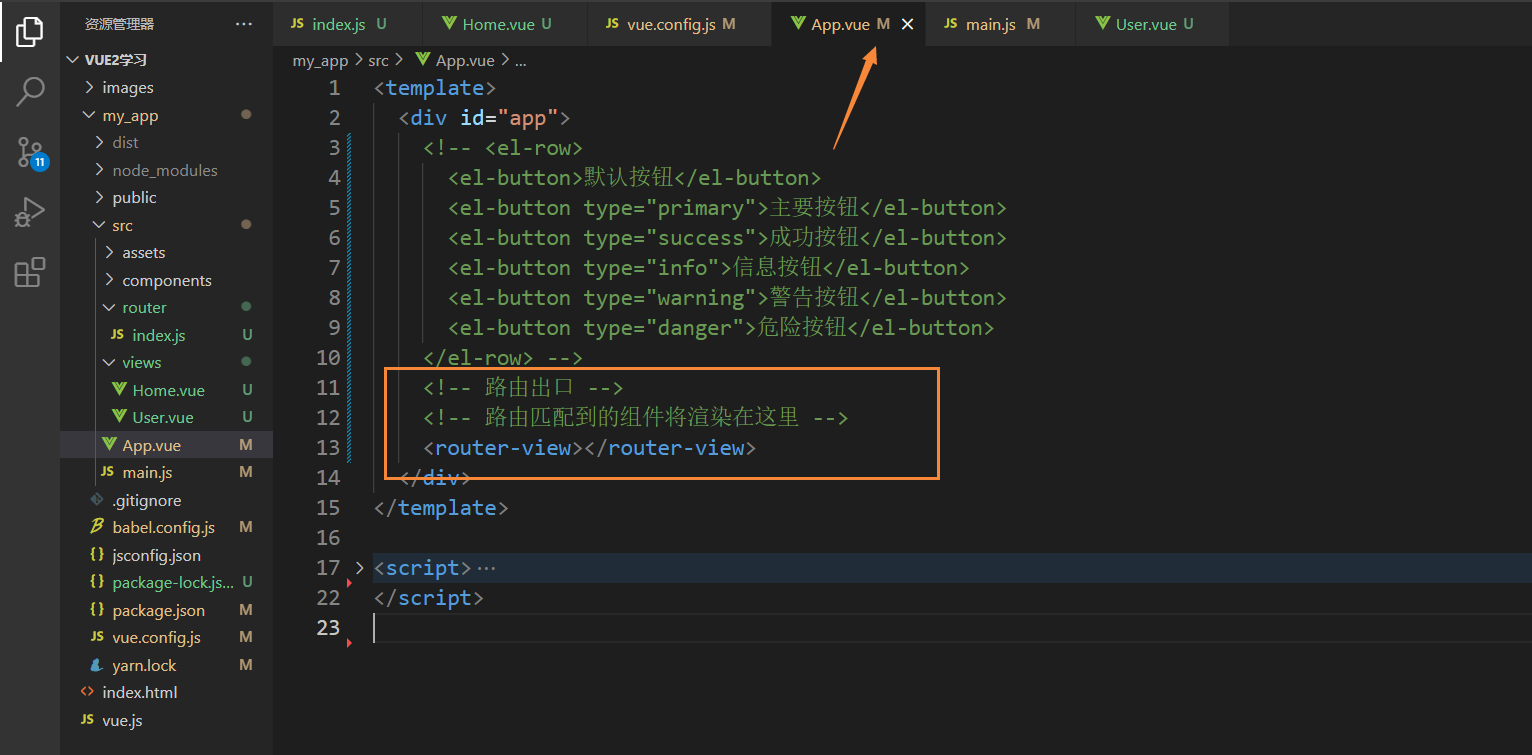 资源管理器 ···
VUE2学习
images
my_app
dist
node_modules
public
src
assets
components
router
JS index.js U
views
Home.vue U
User.vue U
App.vue M
JS main.js M
.gitignore
babel.config.js M
{} jsconfig.json
{} package-lock.js... U
{} package.json M
JS vue.config.js M
yarn.lock M
<> index.html
JS vue.js
11
JS index.js U Home.vue U JS vue.config.js M App.vue M × JS main.js M User.vue U
my_app > src > App.vue > ...
1 <template>
2 <div id="app">
3 <!-- <el-row>
4 <el-button>默认按钮</el-button>
5 <el-button type="primary">主要按钮</el-button>
6 <el-button type="success">成功按钮</el-button>
7 <el-button type="info">信息按钮</el-button>
8 <el-button type="warning">警告按钮</el-button>
9 <el-button type="danger">危险按钮</el-button>
10 </el-row> -->
11 <!-- 路由出口 -->
12 <!-- 路由匹配到的组件将渲染在这里 -->
13 <router-view></router-view>
14 </div>
15 </template>
16
17 <script>···
22 </script>
23